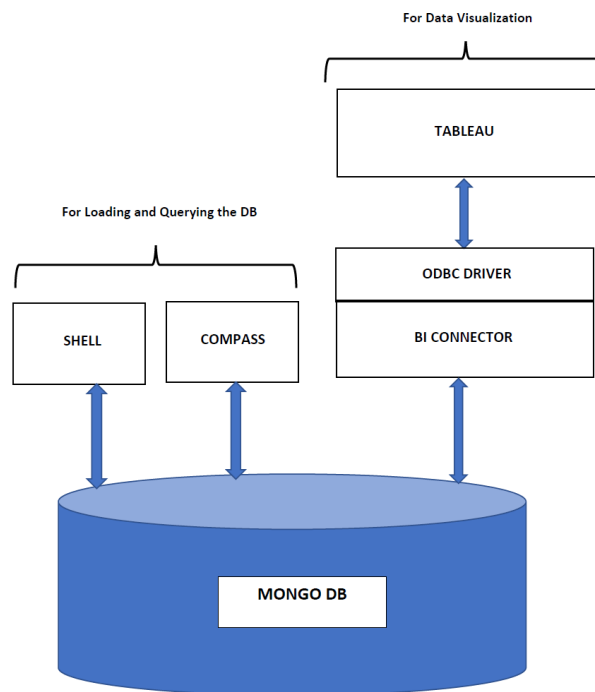 For Data Visualization
TABLEAU
For Loading and Querying the DB
ODBC DRIVER
SHELL
COMPASS
BI CONNECTOR
MONGO DB